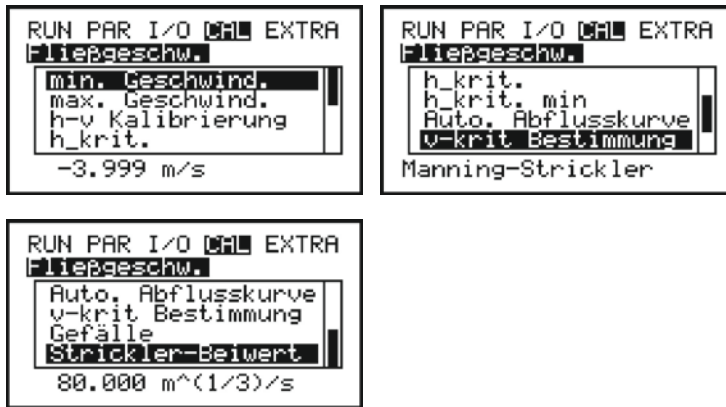 RUN PAR I/O CAL EXTRA
Fließgeschw.
min. Geschwind.
max. Geschwind.
h-v Kalibrierung
h_krit.
-3.999 m/s
RUN PAR I/O CAL EXTRA
Fließgeschw.
h_krit.
h_krit. min
Auto. Abflusskurve
v-krit Bestimmung
Manning-Strickler
RUN PAR I/O CAL EXTRA
Fließgeschw.
Auto. Abflusskurve
v-krit Bestimmung
Gefälle
Strickler-Beiwert
80.000 m^(1/3)/s